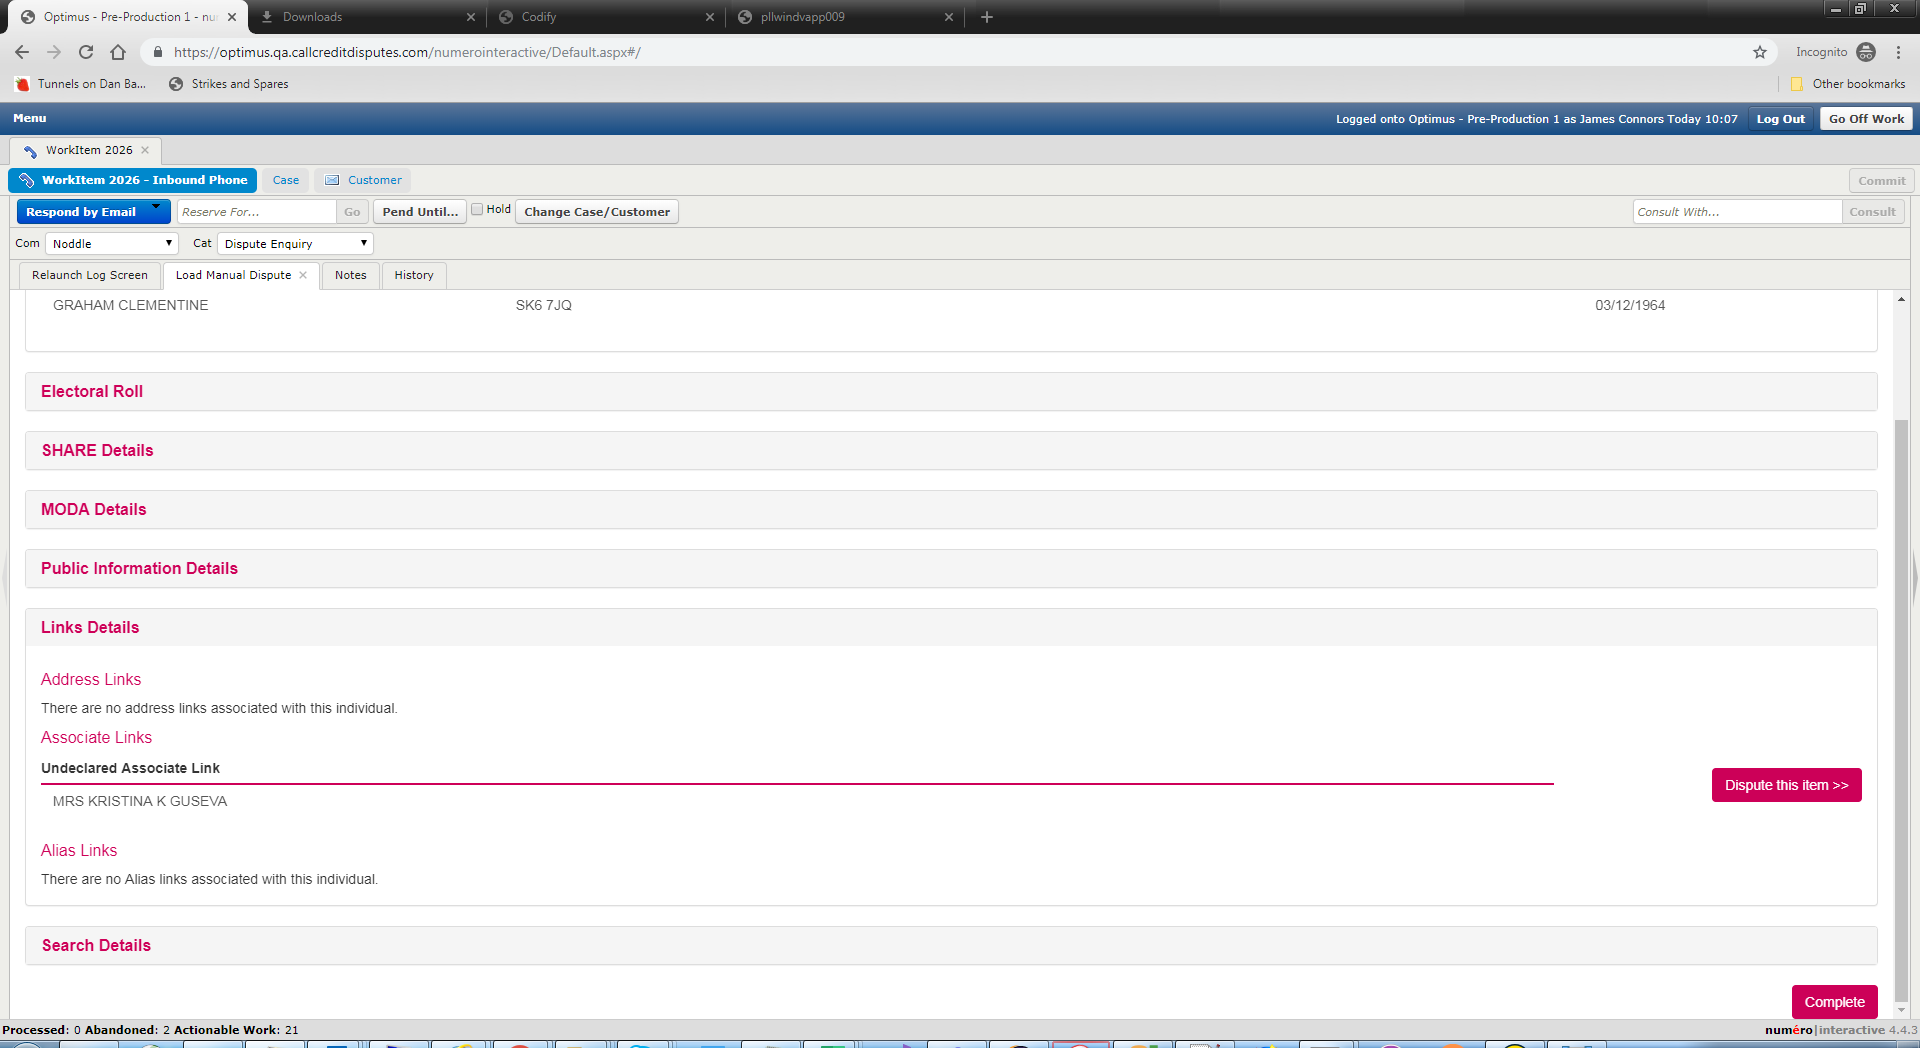 Optimus - Pre-Production 1 - nu
Downloads
Codify
pllwindvapp009
https://optimus.qa.callcreditdisputes.com/numerointeractive/Default.aspx#/
Incognito
Tunnels on Dan Ba...
Strikes and Spares
Other bookmarks
Menu
Logged onto Optimus - Pre-Production 1 as James Connors Today 10:07
Log Out
Go Off Work
WorkItem 2026
WorkItem 2026 - Inbound Phone
Case
Customer
Commit
Respond by Email
Reserve For...
Go
Pend Until...
Hold
Change Case/Customer
Consult With...
Consult
Com
Noddle
Cat
Dispute Enquiry
Relaunch Log Screen
Load Manual Dispute
Notes
History
GRAHAM CLEMENTINE
SK6 7JQ
03/12/1964
Electoral Roll
SHARE Details
MODA Details
Public Information Details
Links Details
Address Links
There are no address links associated with this individual.
Associate Links
Undeclared Associate Link
MRS KRISTINA K GUSEVA
Dispute this item >>
Alias Links
There are no Alias links associated with this individual.
Search Details
Complete
Processed: 0 Abandoned: 2 Actionable Work: 21
numéro|interactive 4.4.3